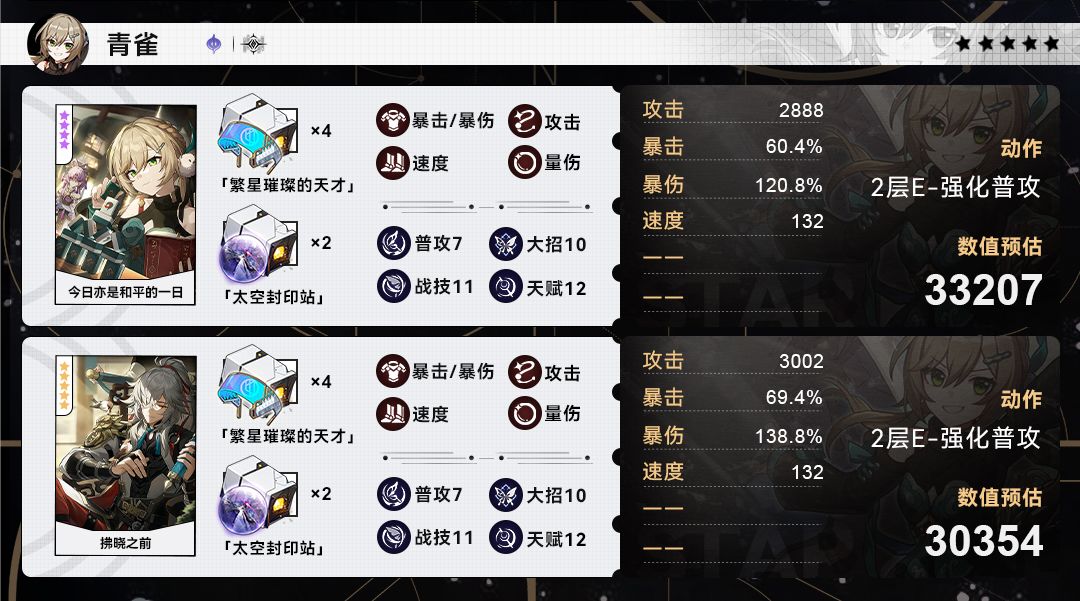 青雀
×4
「繁星璀璨的天才」
×2
「太空封印站」
今日亦是和平的一日
暴击/暴伤
攻击
速度
量伤
普攻7
大招10
战技11
天赋12
攻击 2888
暴击 60.4%
暴伤 120.8%
速度 132
——
——
动作
2层E-强化普攻
数值预估
33207
×4
「繁星璀璨的天才」
×2
「太空封印站」
拂晓之前
暴击/暴伤
攻击
速度
量伤
普攻7
大招10
战技11
天赋12
攻击 3002
暴击 69.4%
暴伤 138.8%
速度 132
——
——
动作
2层E-强化普攻
数值预估
30354